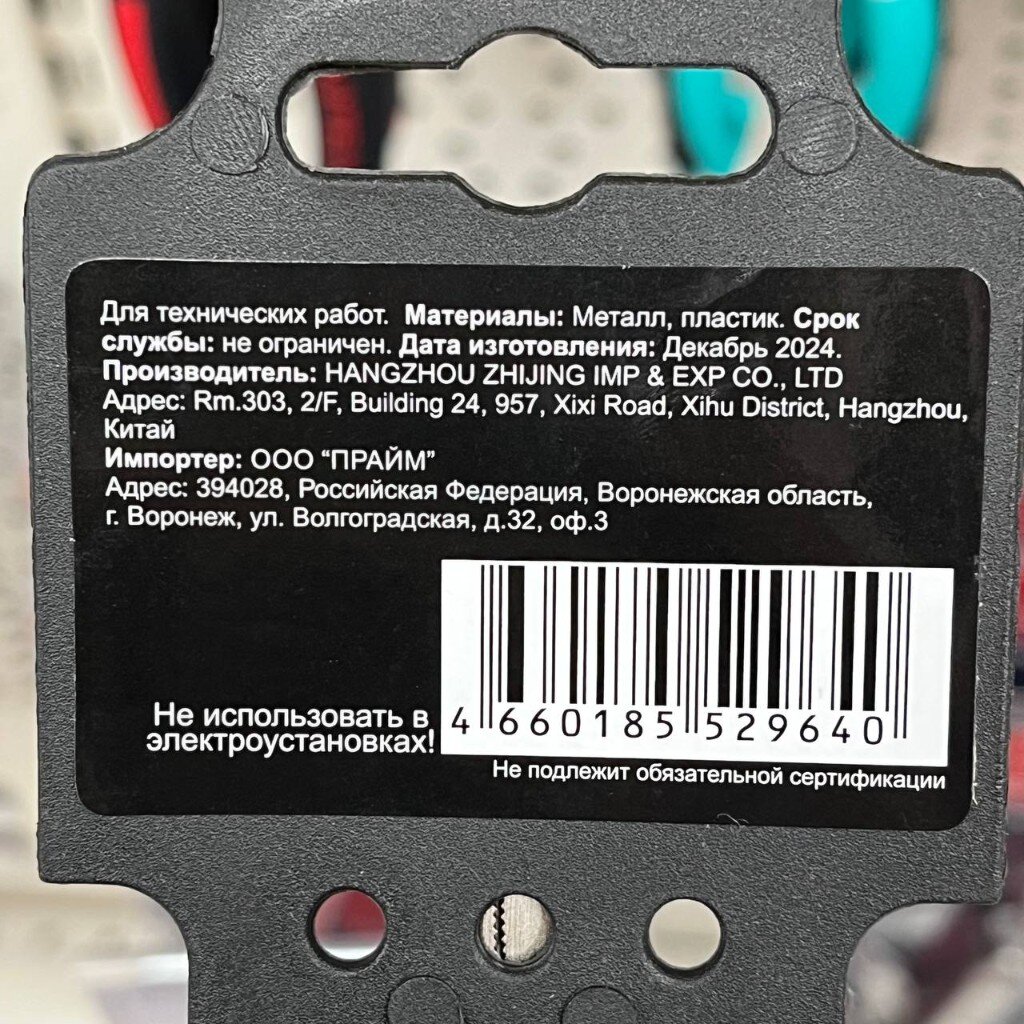 Для технических работ. Материалы: Металл, пластик. Срок
службы: не ограничен. Дата изготовления: Декабрь 2024.
Производитель: HANGZHOU ZHIJING IMP & EXP CO., LTD
Адрес: Rm.303, 2/F, Building 24, 957, Xixi Road, Xihu District, Hangzhou,
Китай
Импортер: ООО “ПРАЙМ”
Адрес: 394028, Российская Федерация, Воронежская область,
г. Воронеж, ул. Волгоградская, д.32, оф.3
Не использовать в
электроустановках!
4 660185 529640
Не подлежит обязательной сертификации